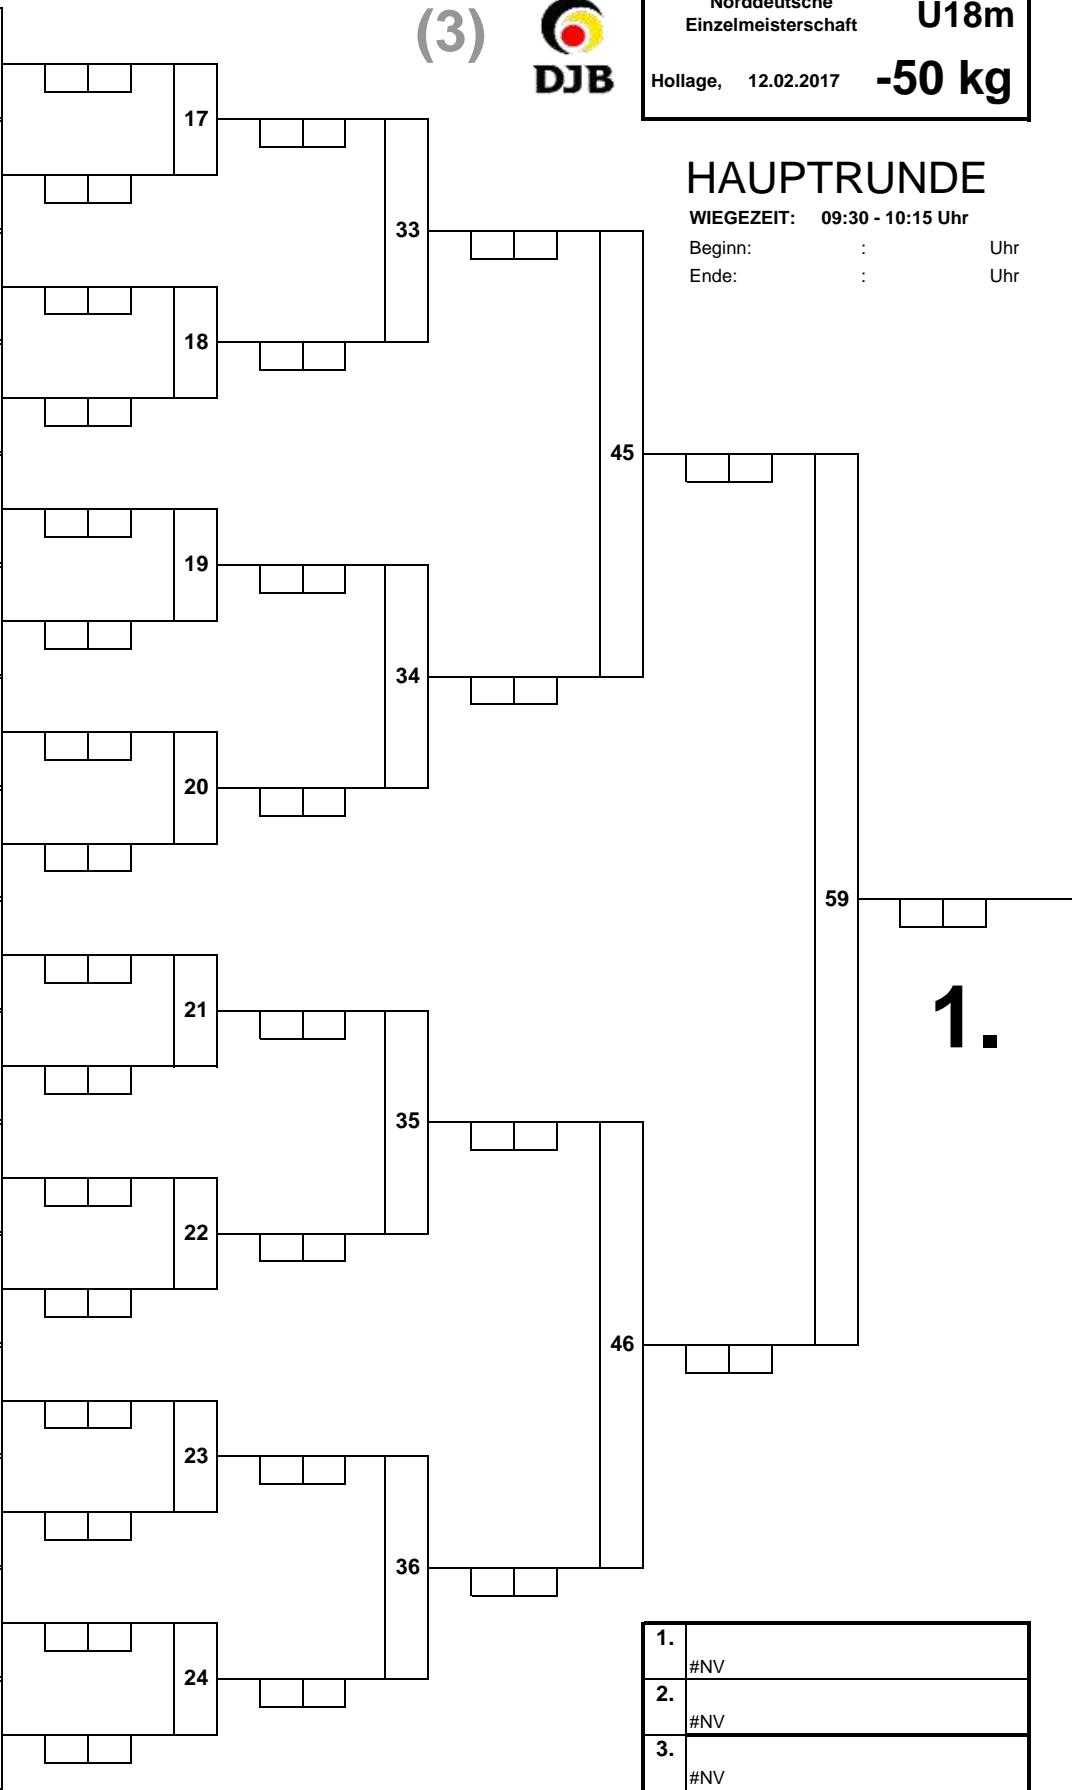 (3)
DJB
Norddeutsche
Einzelmeisterschaft
U18m
Hollage, 12.02.2017
-50 kg
HAUPTRUNDE
WIEGEZEIT: 09:30 - 10:15 Uhr
Beginn: : Uhr
Ende: : Uhr
17
33
18
45
19
34
20
59
21
1.
35
22
46
23
36
24
1.
#NV
2.
#NV
3.
#NV